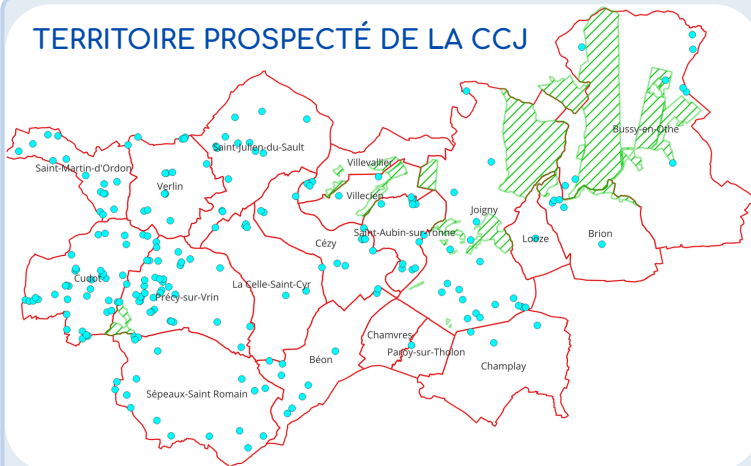 TERRITOIRE PROSPECTÉ DE LA CCJ
Bussy-en-Othe
Saint-Julien-du-Sault
Villevallier
Saint-Martin-d'Ordon
Verlin
Villecien
Joigny
Saint-Aubin-sur-Yonne
Brion
Looze
Cézy
Cudot
La Celle-Saint-Cyr
Précy-sur-Vrin
Chamvres
Béon
Paroy-sur-Tholon
Champlay
Sépeaux-Saint Romain